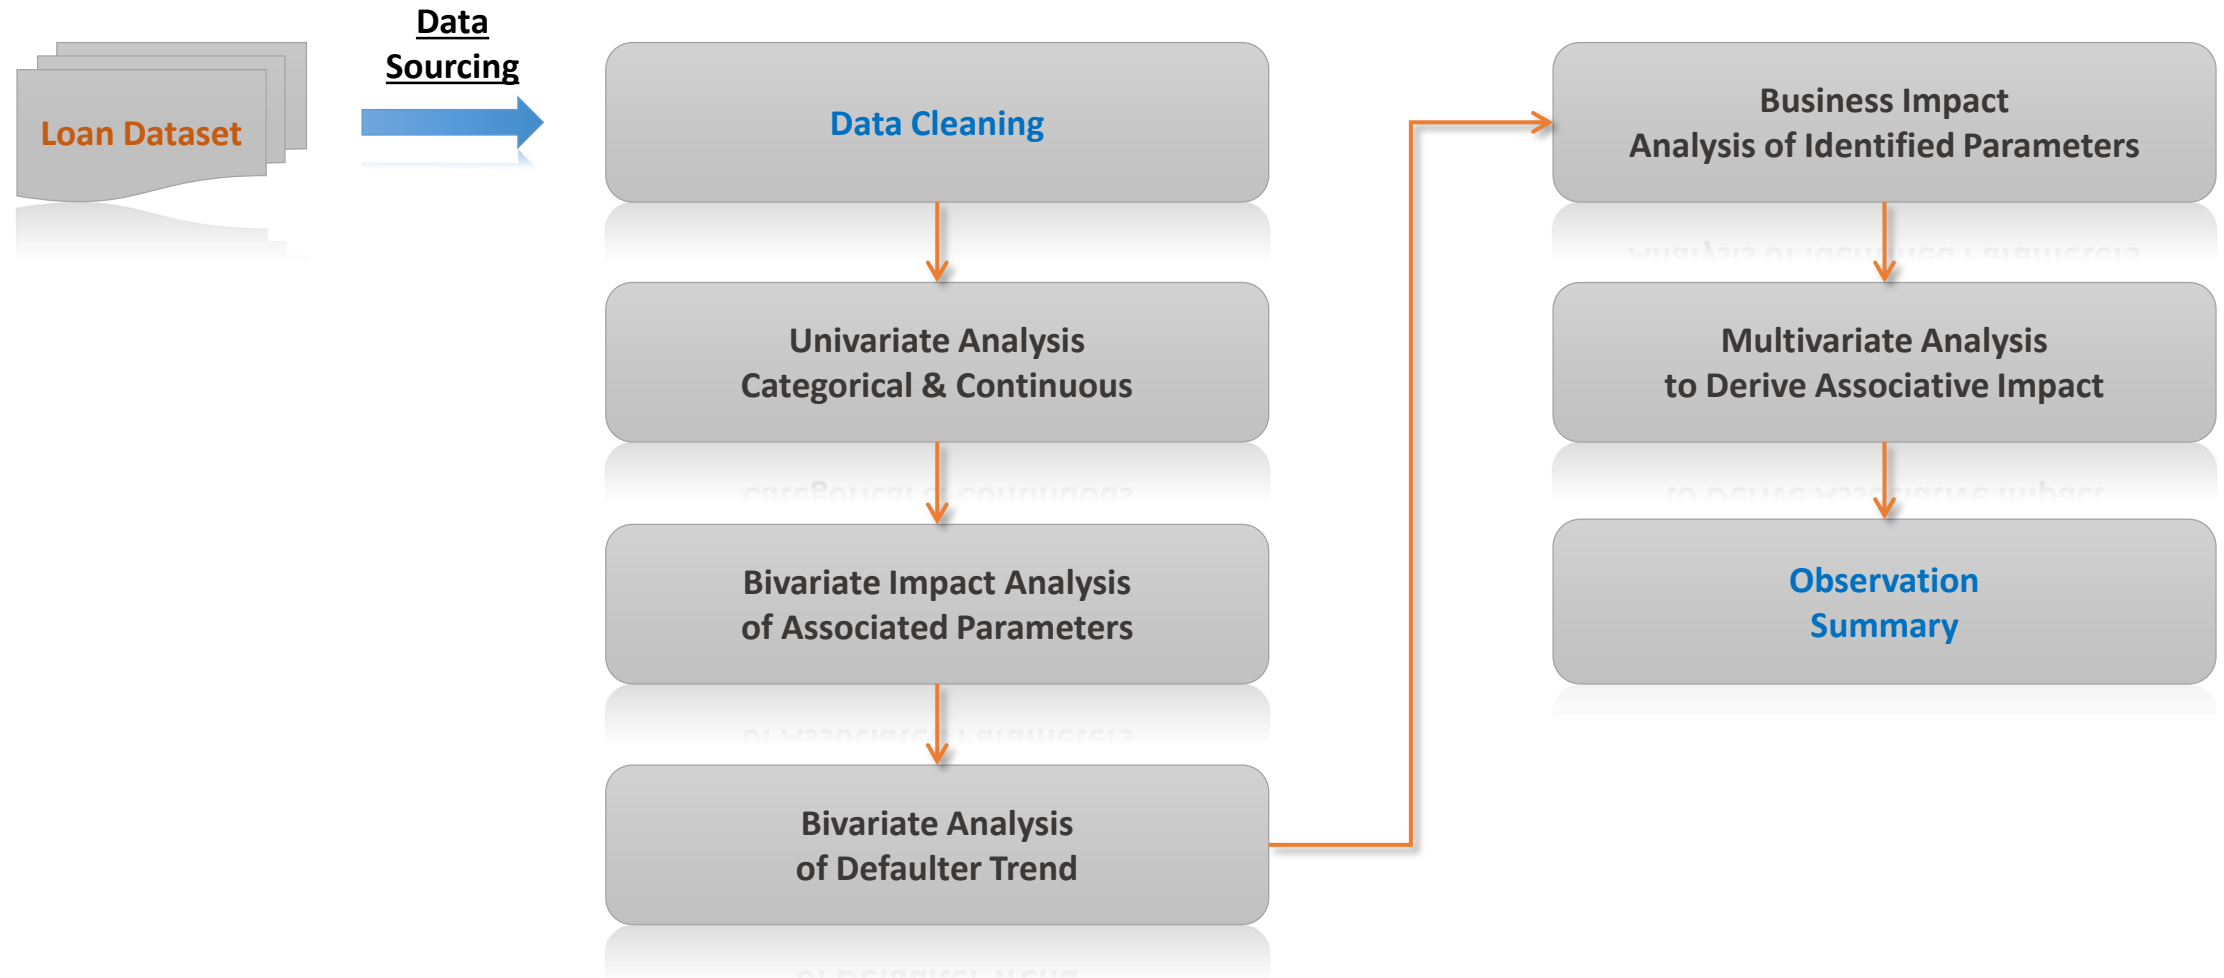 Data
Sourcing
Loan Dataset
Data Cleaning
Univariate Analysis
Categorical & Continuous
Bivariate Impact Analysis
of Associated Parameters
Bivariate Analysis
of Defaulter Trend
Business Impact
Analysis of Identified Parameters
Multivariate Analysis
to Derive Associative Impact
Observation
Summary